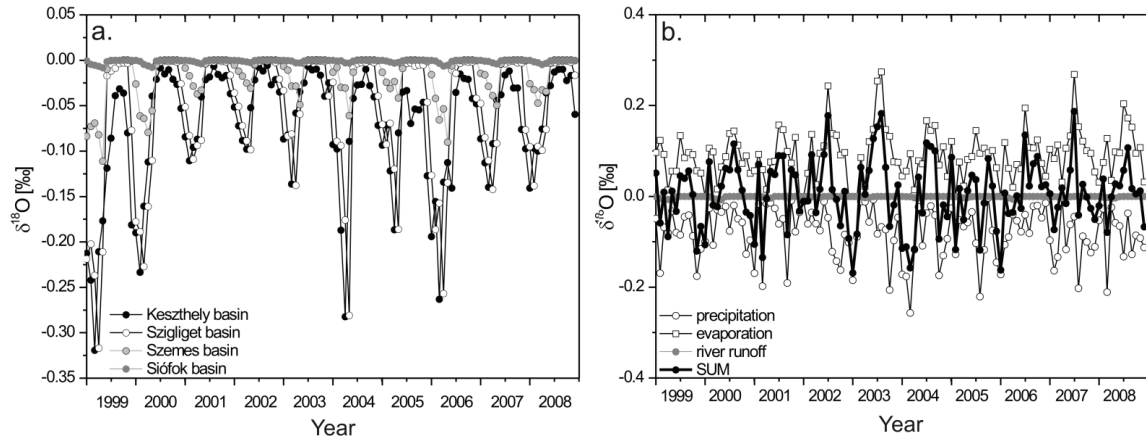 a.
0.05
0.00
-0.05
-0.10
-0.15
-0.20
-0.25
-0.30
-0.35
δ18O [‰]
Keszthely basin
Szigliget basin
Szemes basin
Siófok basin
1999 2000 2001 2002 2003 2004 2005 2006 2007 2008
Year
b.
0.4
0.2
0.0
-0.2
-0.4
δ18O [‰]
precipitation
evaporation
river runoff
SUM
1999 2000 2001 2002 2003 2004 2005 2006 2007 2008
Year